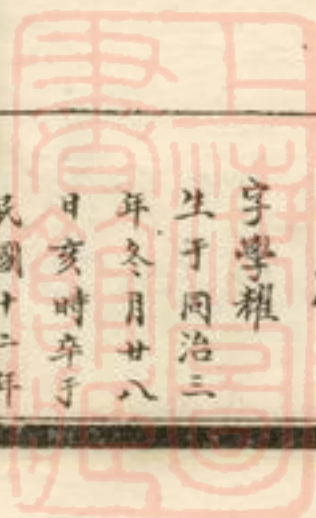 字學耀
生于同治三
年冬月廿八
日亥時卒于
民國十二年